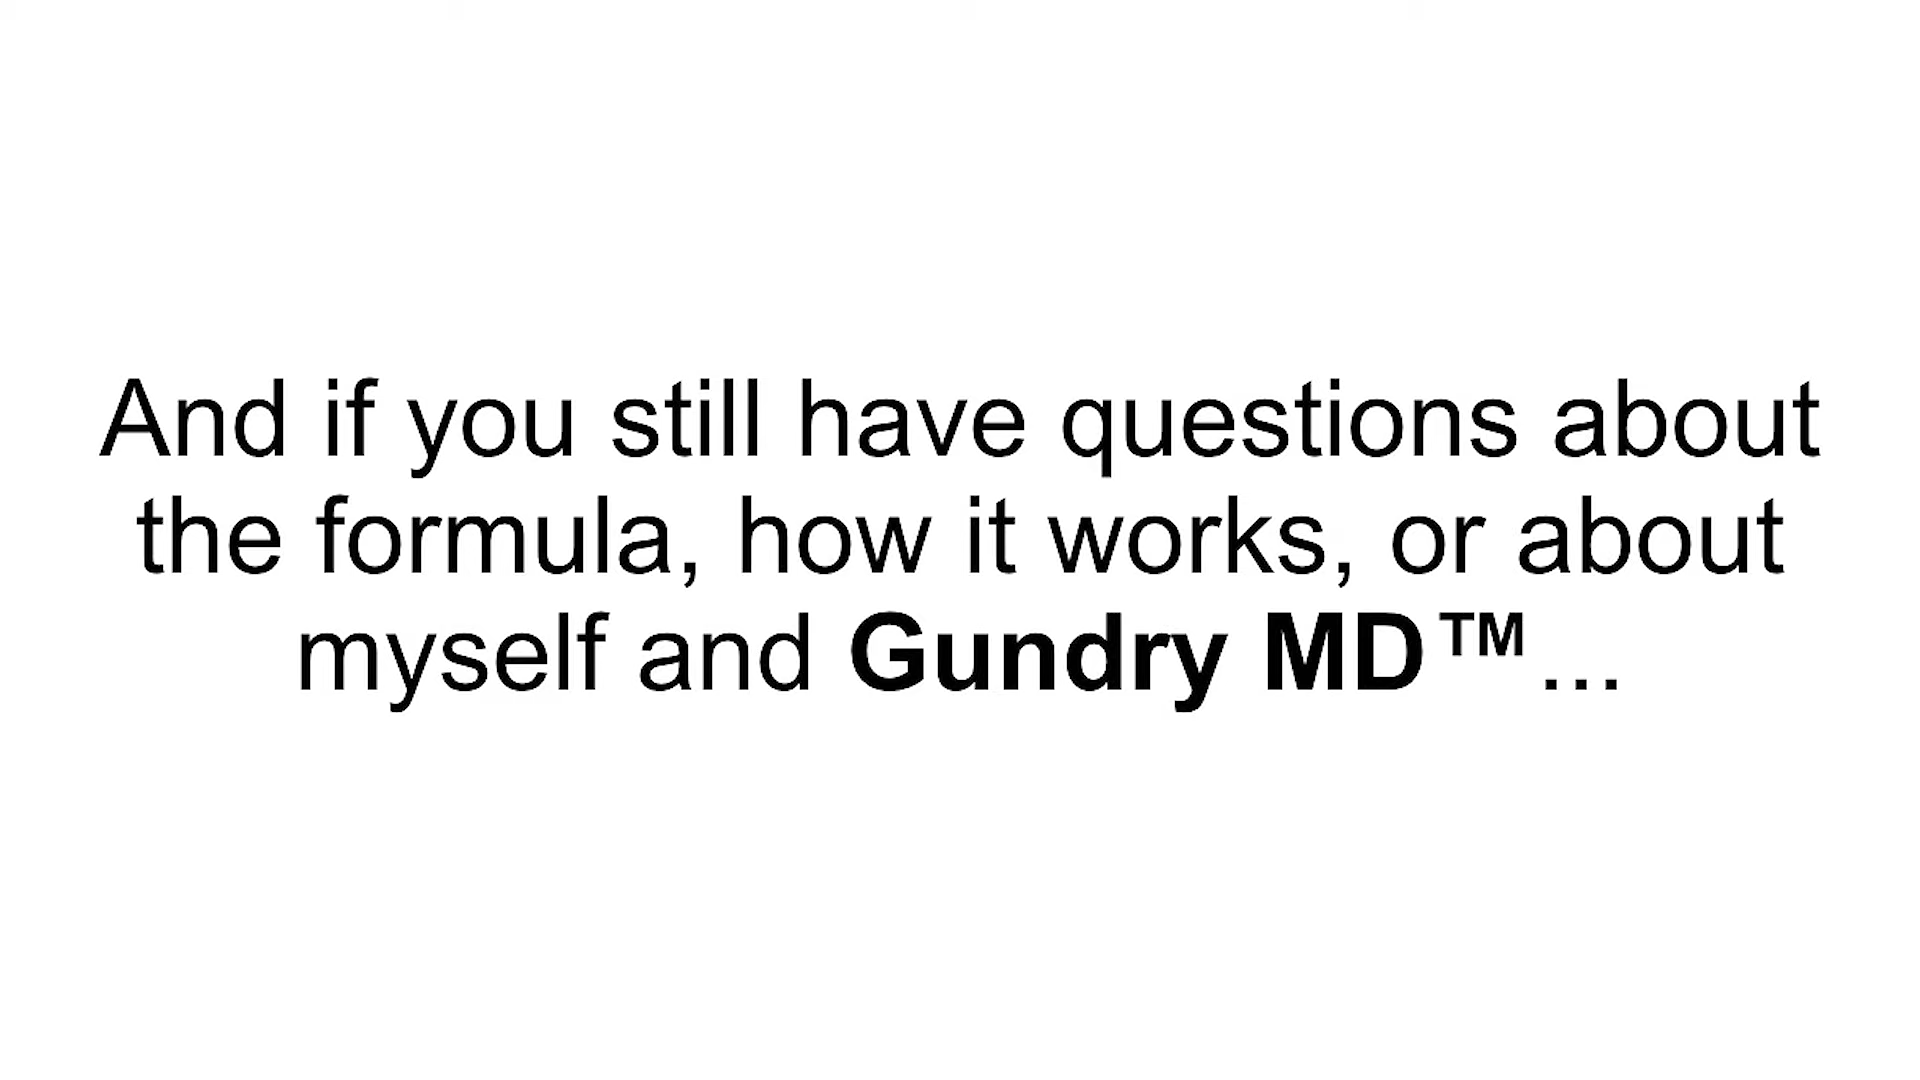 And if you still have questions about
the formula, how it works, or about
myself and Gundry MD™...